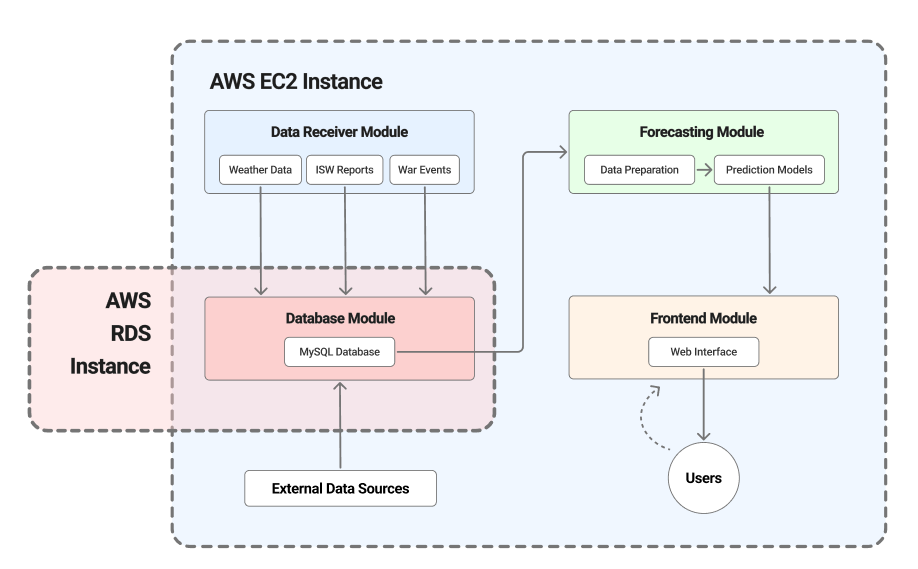 AWS EC2 Instance
Data Receiver Module
Weather Data
ISW Reports
War Events
Forecasting Module
Data Preparation
Prediction Models
AWS
RDS
Instance
Database Module
MySQL Database
Frontend Module
Web Interface
External Data Sources
Users